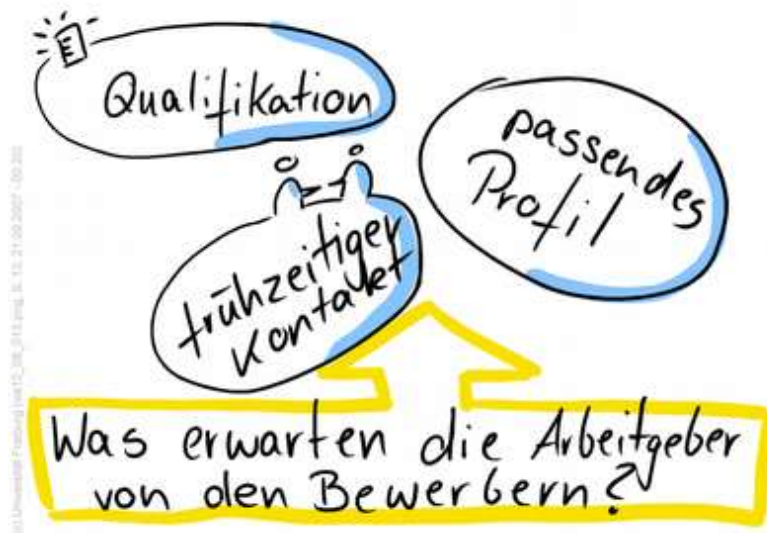 Qualifikation
passendes
Profil
frühzeitiger
Kontakt
Was erwarten die Arbeitgeber
von den Bewerbern?